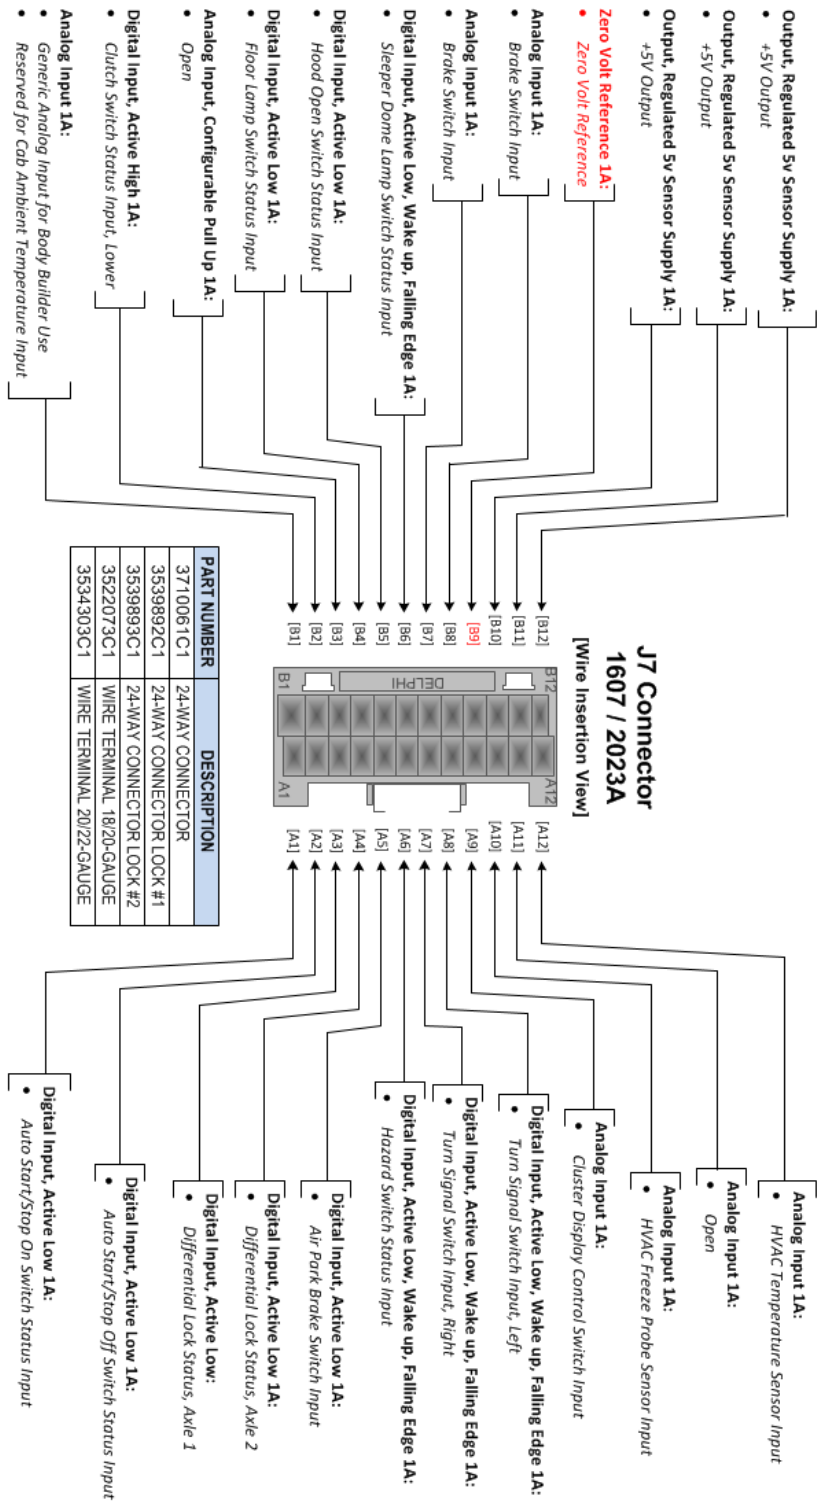 J7 Connector
1607 / 2023A
[Wire Insertion View]
Output, Regulated 5v Sensor Supply 1A:
• +5V Output
Output, Regulated 5v Sensor Supply 1A:
• +5V Output
Output, Regulated 5v Sensor Supply 1A:
• +5V Output
Zero Volt Reference 1A:
• Zero Volt Reference
Analog Input 1A:
• Brake Switch Input
Analog Input 1A:
• Brake Switch Input
Digital Input, Active Low, Wake up, Falling Edge 1A:
• Sleeper Dome Lamp Switch Status Input
Digital Input, Active Low 1A:
• Hood Open Switch Status Input
Digital Input, Active Low 1A:
• Floor Lamp Switch Status Input
Analog Input, Configurable Pull Up 1A:
• Open
Digital Input, Active High 1A:
• Clutch Switch Status Input, Lower
Analog Input 1A:
• Generic Analog Input for Body Builder Use
• Reserved for Cab Ambient Temperature Input
[B12]
[B11]
[B10]
[B9]
[B8]
[B7]
[B6]
[B5]
[B4]
[B3]
[B2]
[B1]
B12
DELPHI
B1
A12
A1
[A12]
[A11]
[A10]
[A9]
[A8]
[A7]
[A6]
[A5]
[A4]
[A3]
[A2]
[A1]
Analog Input 1A:
• HVAC Temperature Sensor Input
Analog Input 1A:
• Open
Analog Input 1A:
• HVAC Freeze Probe Sensor Input
Analog Input 1A:
• Cluster Display Control Switch Input
Digital Input, Active Low, Wake up, Falling Edge 1A:
• Turn Signal Switch Input, Left
Digital Input, Active Low, Wake up, Falling Edge 1A:
• Turn Signal Switch Input, Right
Digital Input, Active Low, Wake up, Falling Edge 1A:
• Hazard Switch Status Input
Digital Input, Active Low 1A:
• Air Park Brake Switch Input
Digital Input, Active Low 1A:
• Differential Lock Status, Axle 2
Digital Input, Active Low:
• Differential Lock Status, Axle 1
Digital Input, Active Low 1A:
• Auto Start/Stop Off Switch Status Input
Digital Input, Active Low 1A:
• Auto Start/Stop On Switch Status Input
PART NUMBER DESCRIPTION
3710061C1 24-WAY CONNECTOR
3539892C1 24-WAY CONNECTOR LOCK #1
3539893C1 24-WAY CONNECTOR LOCK #2
3522073C1 WIRE TERMINAL 18/20-GAUGE
3534303C1 WIRE TERMINAL 20/22-GAUGE